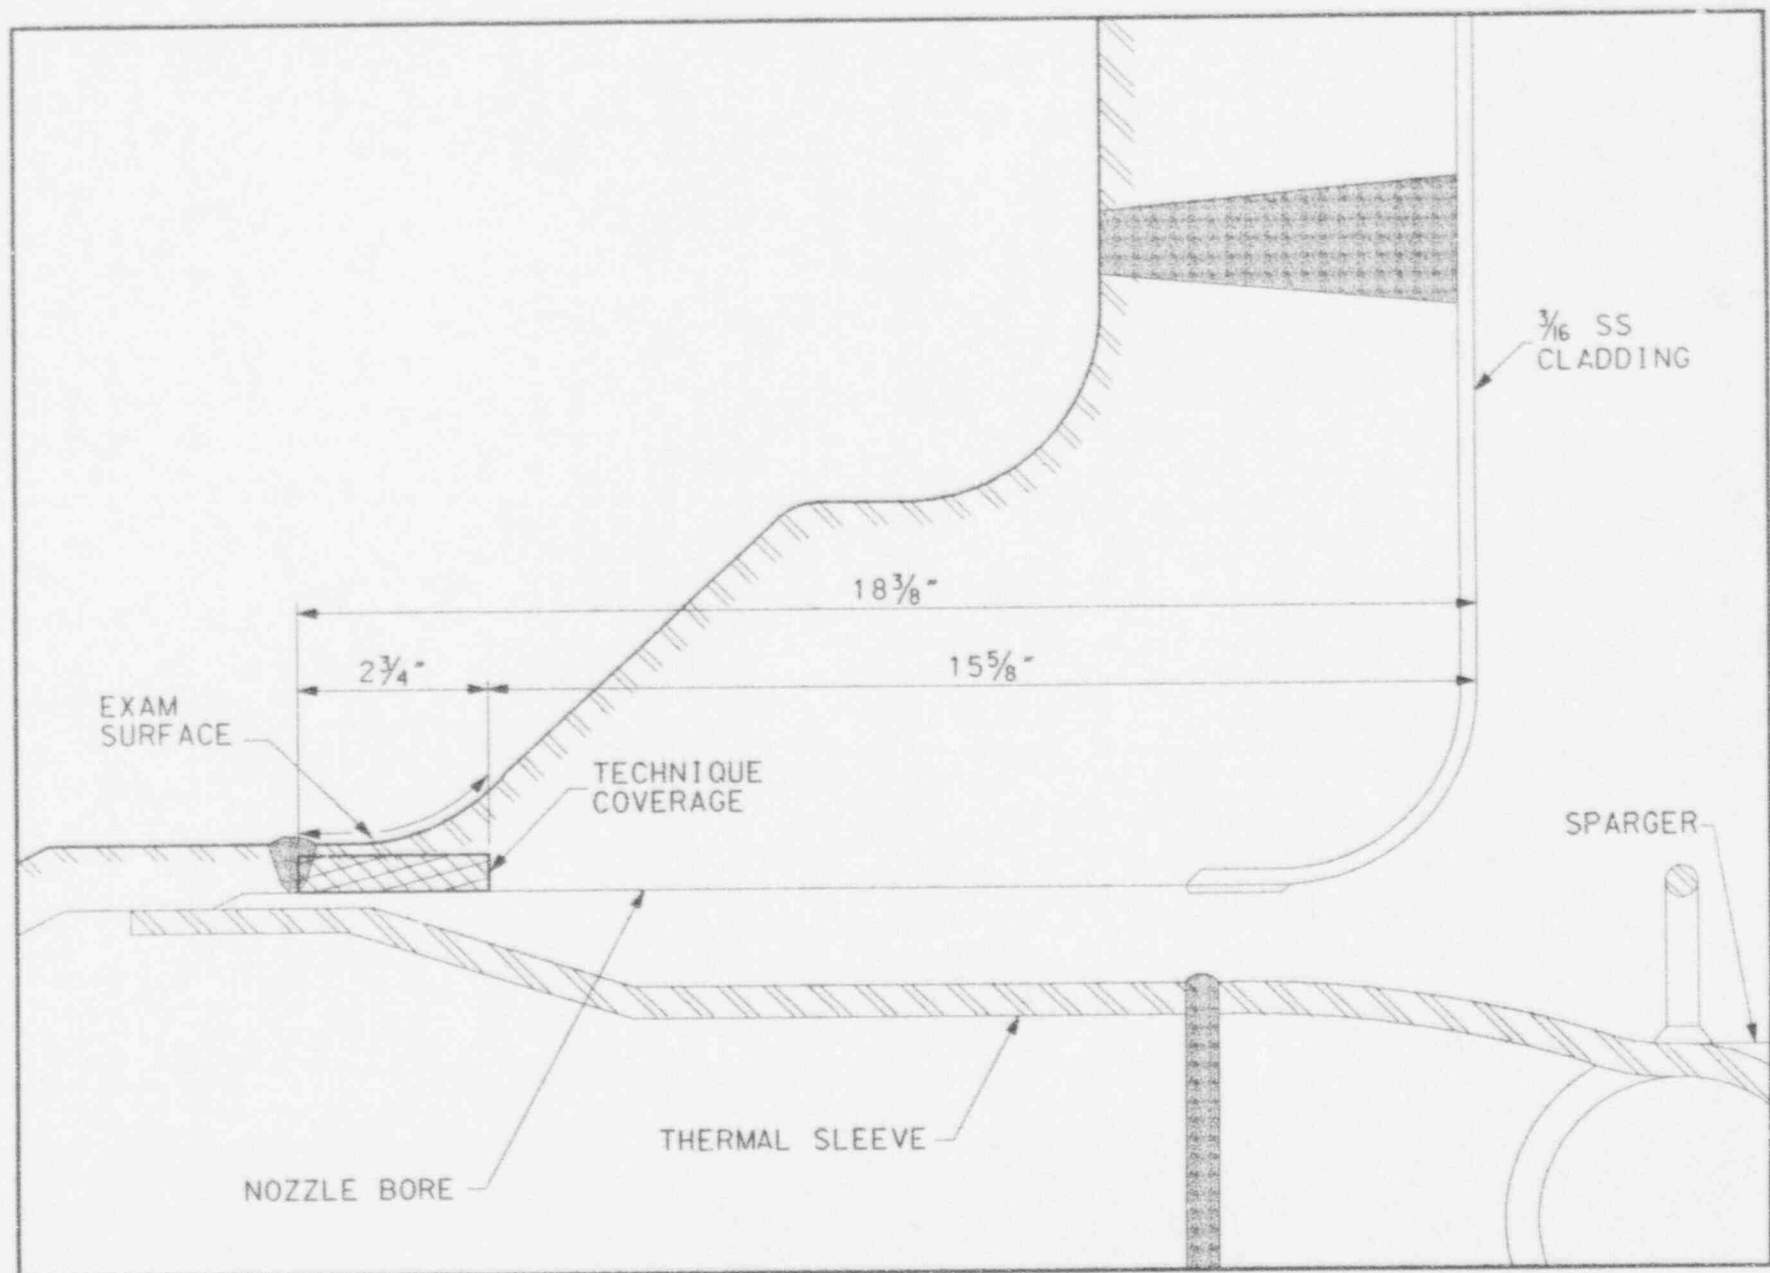 3/16 SS
CLADDING
18 3/8"
2 3/4"
15 5/8"
EXAM
SURFACE
TECHNIQUE
COVERAGE
SPARGER
THERMAL SLEEVE
NOZZLE BORE